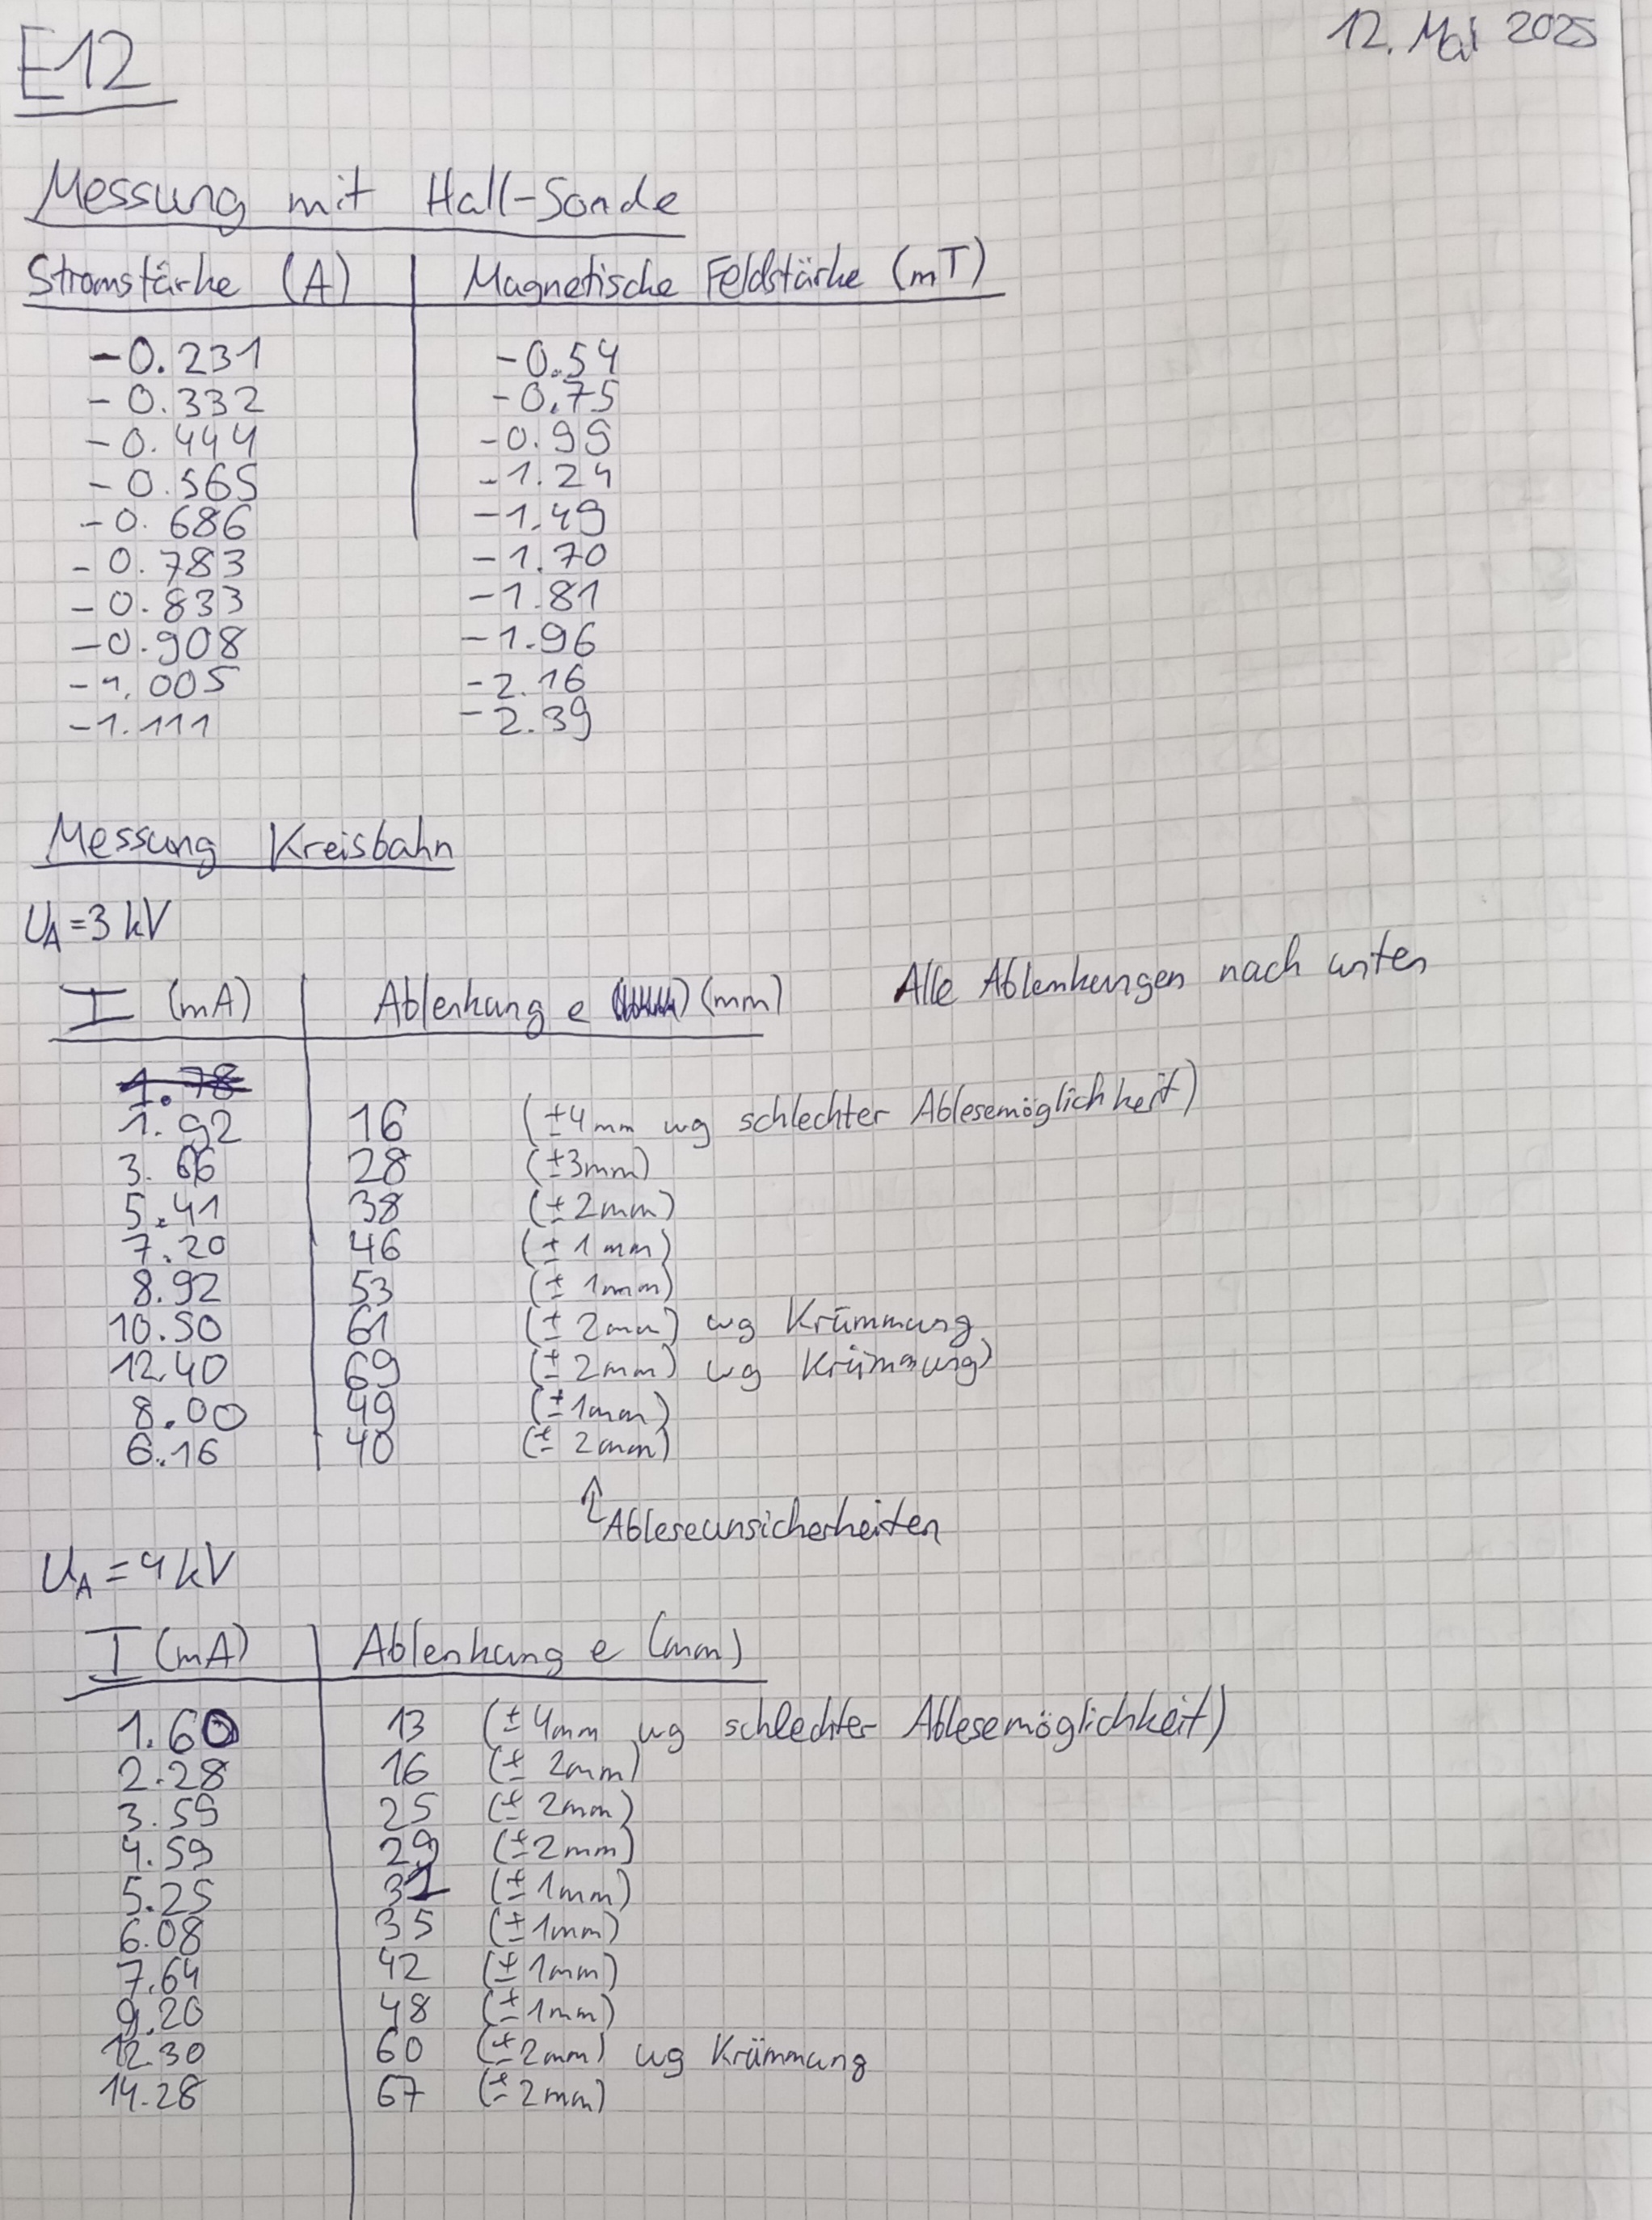 E12
12. Mai 2025
Messung mit Hall-Sonde
Stromstärke (A) Magnetische Feldstärke (mT)
-0.231 -0.54
-0.332 -0.75
-0.444 -0.99
-0.565 -1.24
-0.686 -1.49
-0.783 -1.70
-0.833 -1.81
-0.908 -1.96
-1.005 -2.16
-1.111 -2.39
Messung Kreisbahn
U_A = 3 kV
Alle Ablenkungen nach unten
I (mA) Ablenkung e (mm)
1.78
1.92 16 (±4mm wg schlechter Ablesemöglichkeit)
3.66 28 (±3mm)
5.41 38 (±2mm)
7.20 46 (±1mm)
8.92 53 (±1mm)
10.50 61 (±2mm) wg Krümmung
12.40 69 (±2mm) wg Krümmung)
8.00 49 (±1mm)
6.16 40 (±2mm)
↑ Ableseunsicherheiten
U_A = 4 kV
I (mA) Ablenkung e (mm)
1.60 13 (±4mm wg schlechter Ablesemöglichkeit)
2.28 16 (±2mm)
3.59 25 (±2mm)
4.59 29 (±2mm)
5.25 32 (±1mm)
6.08 35 (±1mm)
7.64 42 (±1mm)
9.20 48 (±1mm)
12.30 60 (±2mm) wg Krümmung
14.28 67 (±2mm)